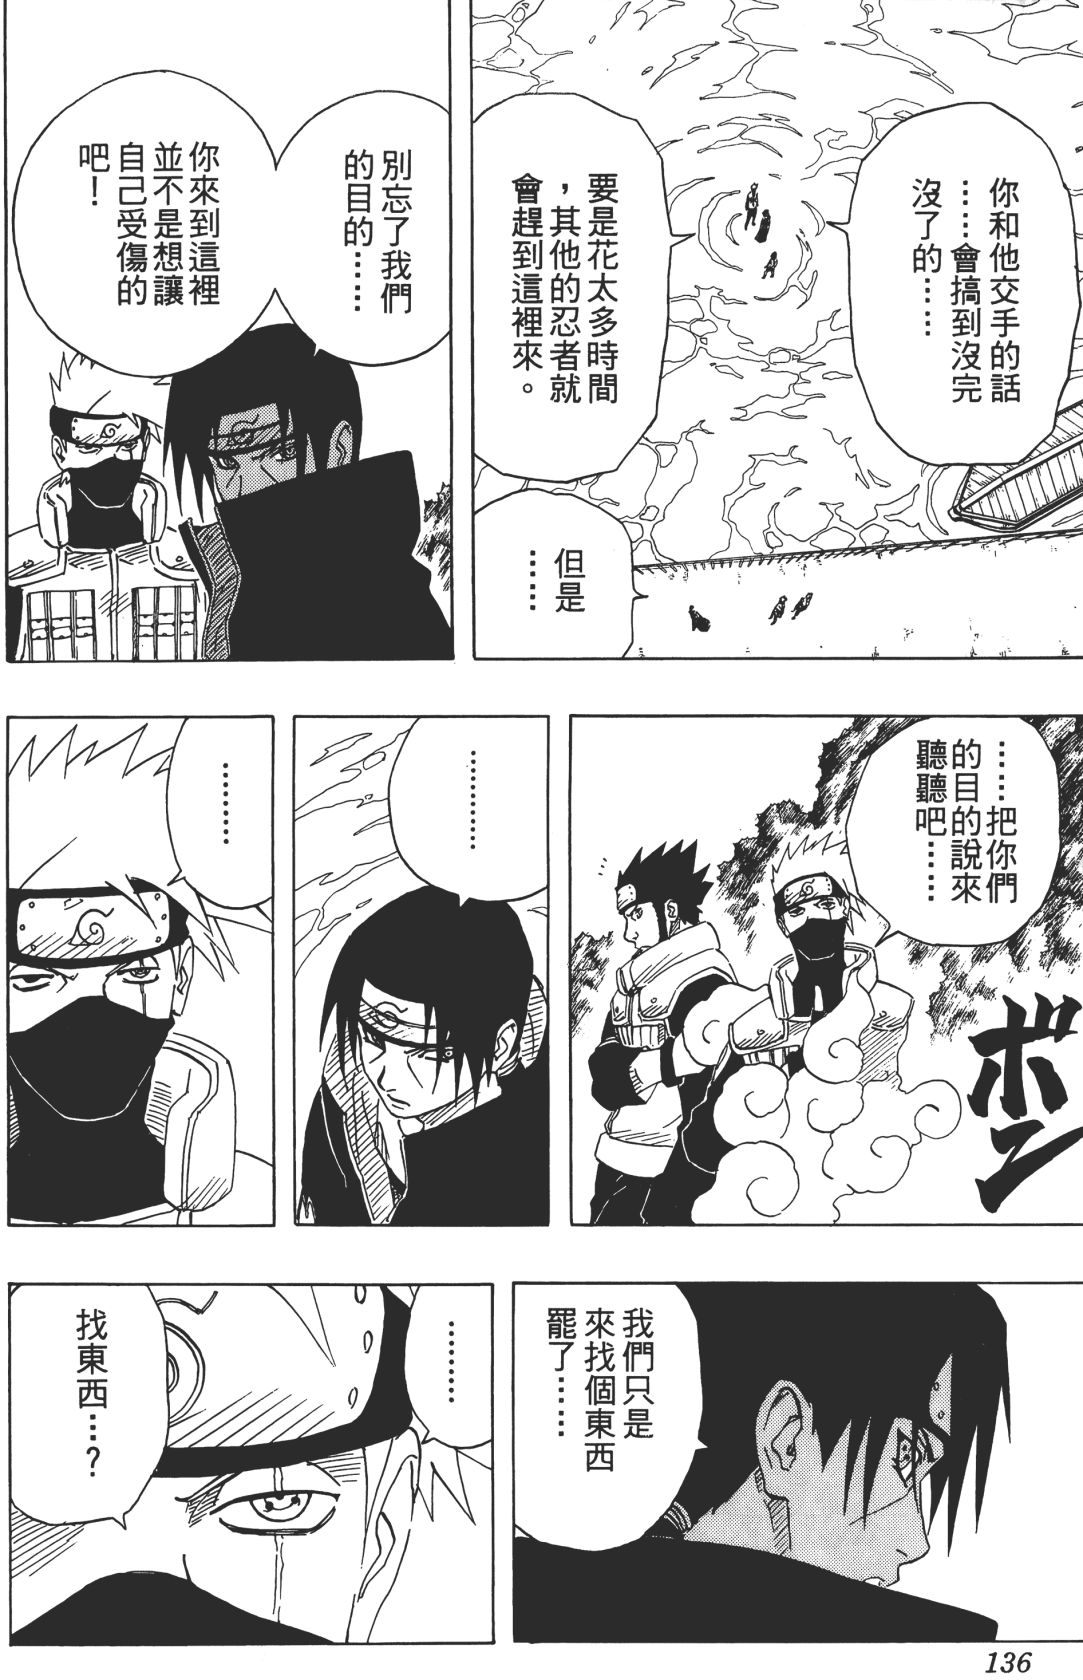 你和他交手的話
……會搞到沒完
沒了的……
要是花太多時間
，其他的忍者就
會趕到這裡來。
但是
……
別忘了我們
的目的……
你來到這裡
並不是想讓
自己受傷的
吧！
……把你們
的目的說來
聽聽吧……
ボン
………
………
我們只是
來找個東西
罷了……
………
找東西…？
136